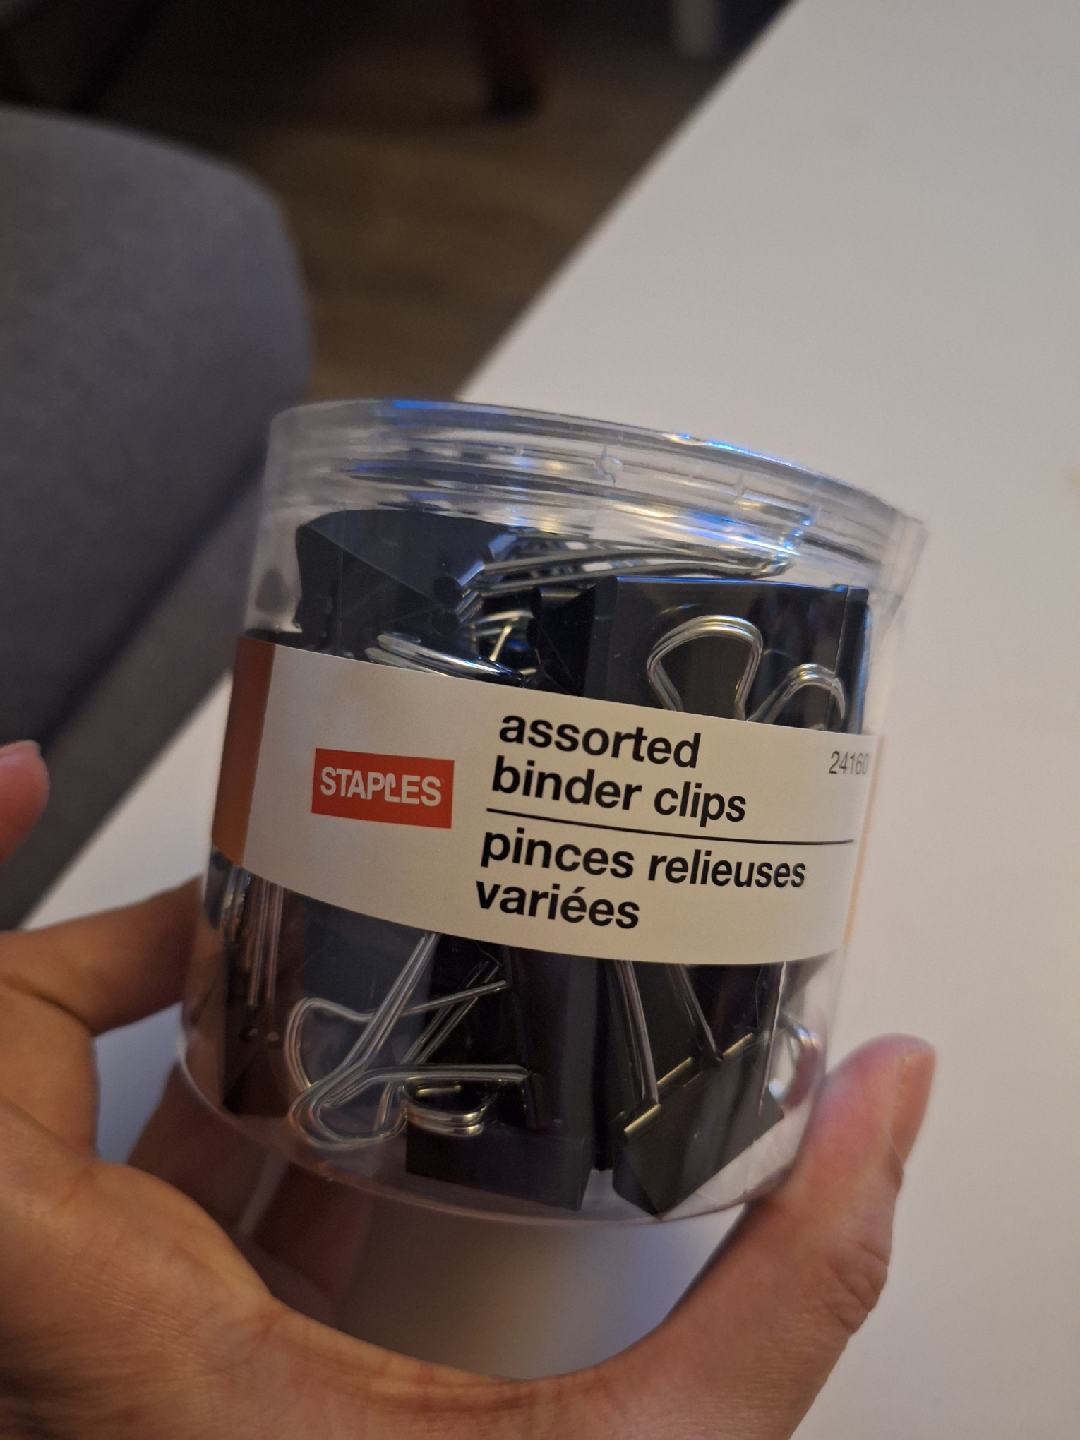 STAPLES
assorted
binder clips
pinces relieuses
variées